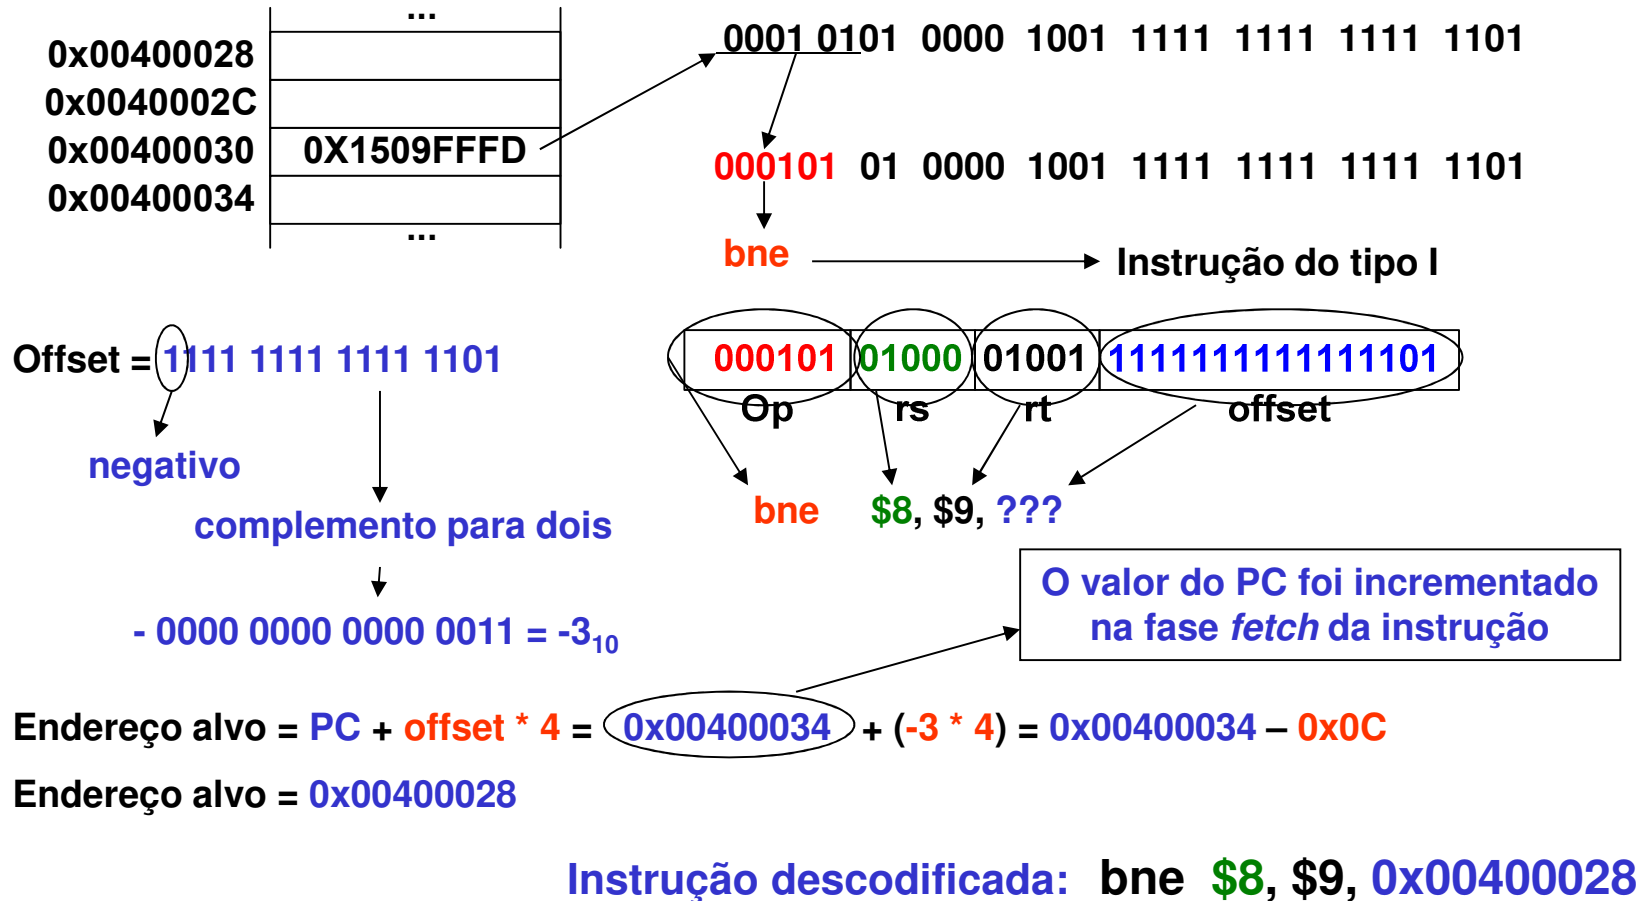 ...
0x00400028
0x0040002C
0x00400030 0X1509FFFD
0x00400034
...
0001 0101 0000 1001 1111 1111 1111 1101
000101 01 0000 1001 1111 1111 1111 1101
bne Instrução do tipo I
Offset = 1111 1111 1111 1101
negativo
complemento para dois
- 0000 0000 0000 0011 = -3₁₀
000101 01000 01001 1111111111111101
Op rs rt offset
bne $8, $9, ???
O valor do PC foi incrementado
na fase fetch da instrução
Endereço alvo = PC + offset * 4 = 0x00400034 + (-3 * 4) = 0x00400034 – 0x0C
Endereço alvo = 0x00400028
Instrução descodificada: bne $8, $9, 0x00400028